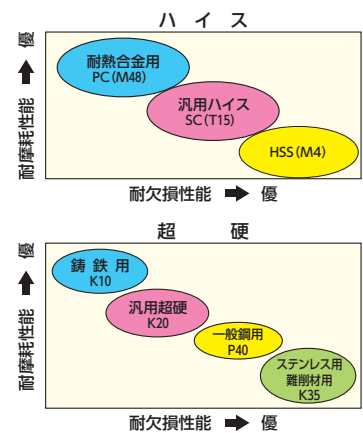 ハイス
優
耐摩耗性能
耐熱合金用
PC(M48)
汎用ハイス
SC(T15)
HSS(M4)
耐欠損性能 ➡ 優
超硬
優
耐摩耗性能
鋳鉄用
K10
汎用超硬
K20
一般鋼用
P40
ステンレス用
難削材用
K35
耐欠損性能 ➡ 優